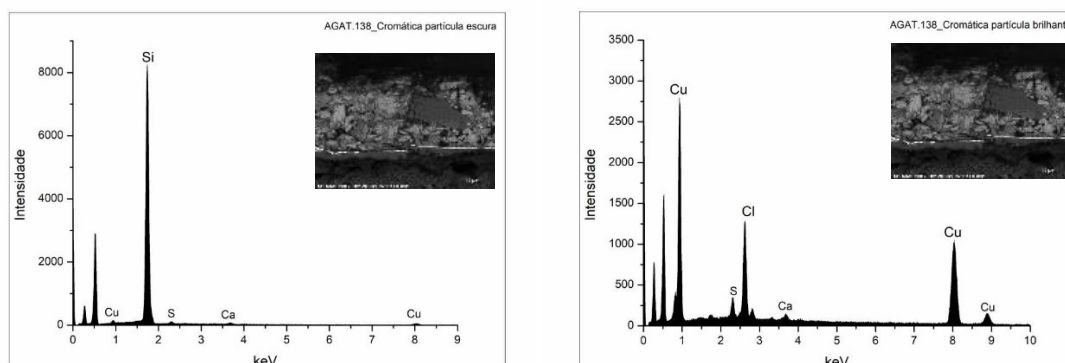 AGAT.138_Cromática partícula escura
Intensidade
8000
6000
4000
2000
0
Si
Cu
S
Ca
Cu
0 1 2 3 4 5 6 7 8 9
keV
AGAT.138_Cromática partícula brilhant
Intensidade
3500
3000
2500
2000
1500
1000
500
0
Cu
Cl
S
Ca
Cu
Cu
0 1 2 3 4 5 6 7 8 9 10
keV